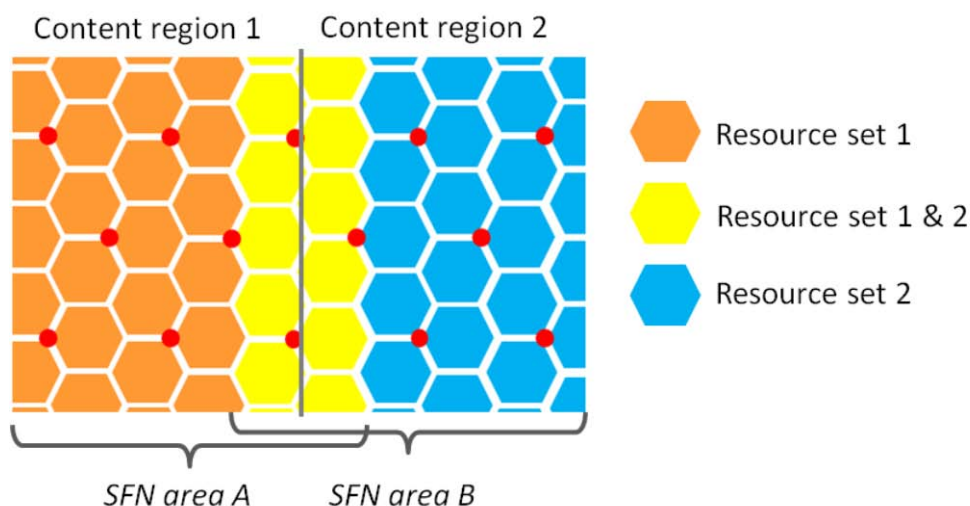 Content region 1
Content region 2
Resource set 1
Resource set 1 & 2
Resource set 2
SFN area A
SFN area B